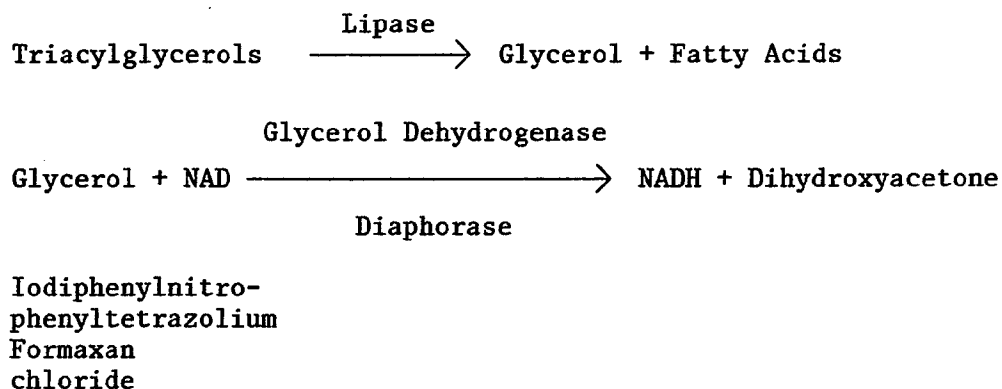 Lipase
Triacylglycerols Glycerol + Fatty Acids
Glycerol Dehydrogenase
Glycerol + NAD NADH + Dihydroxyacetone
Diaphorase
Iodiphenylnitro-
phenyltetrazolium
Formaxan
chloride